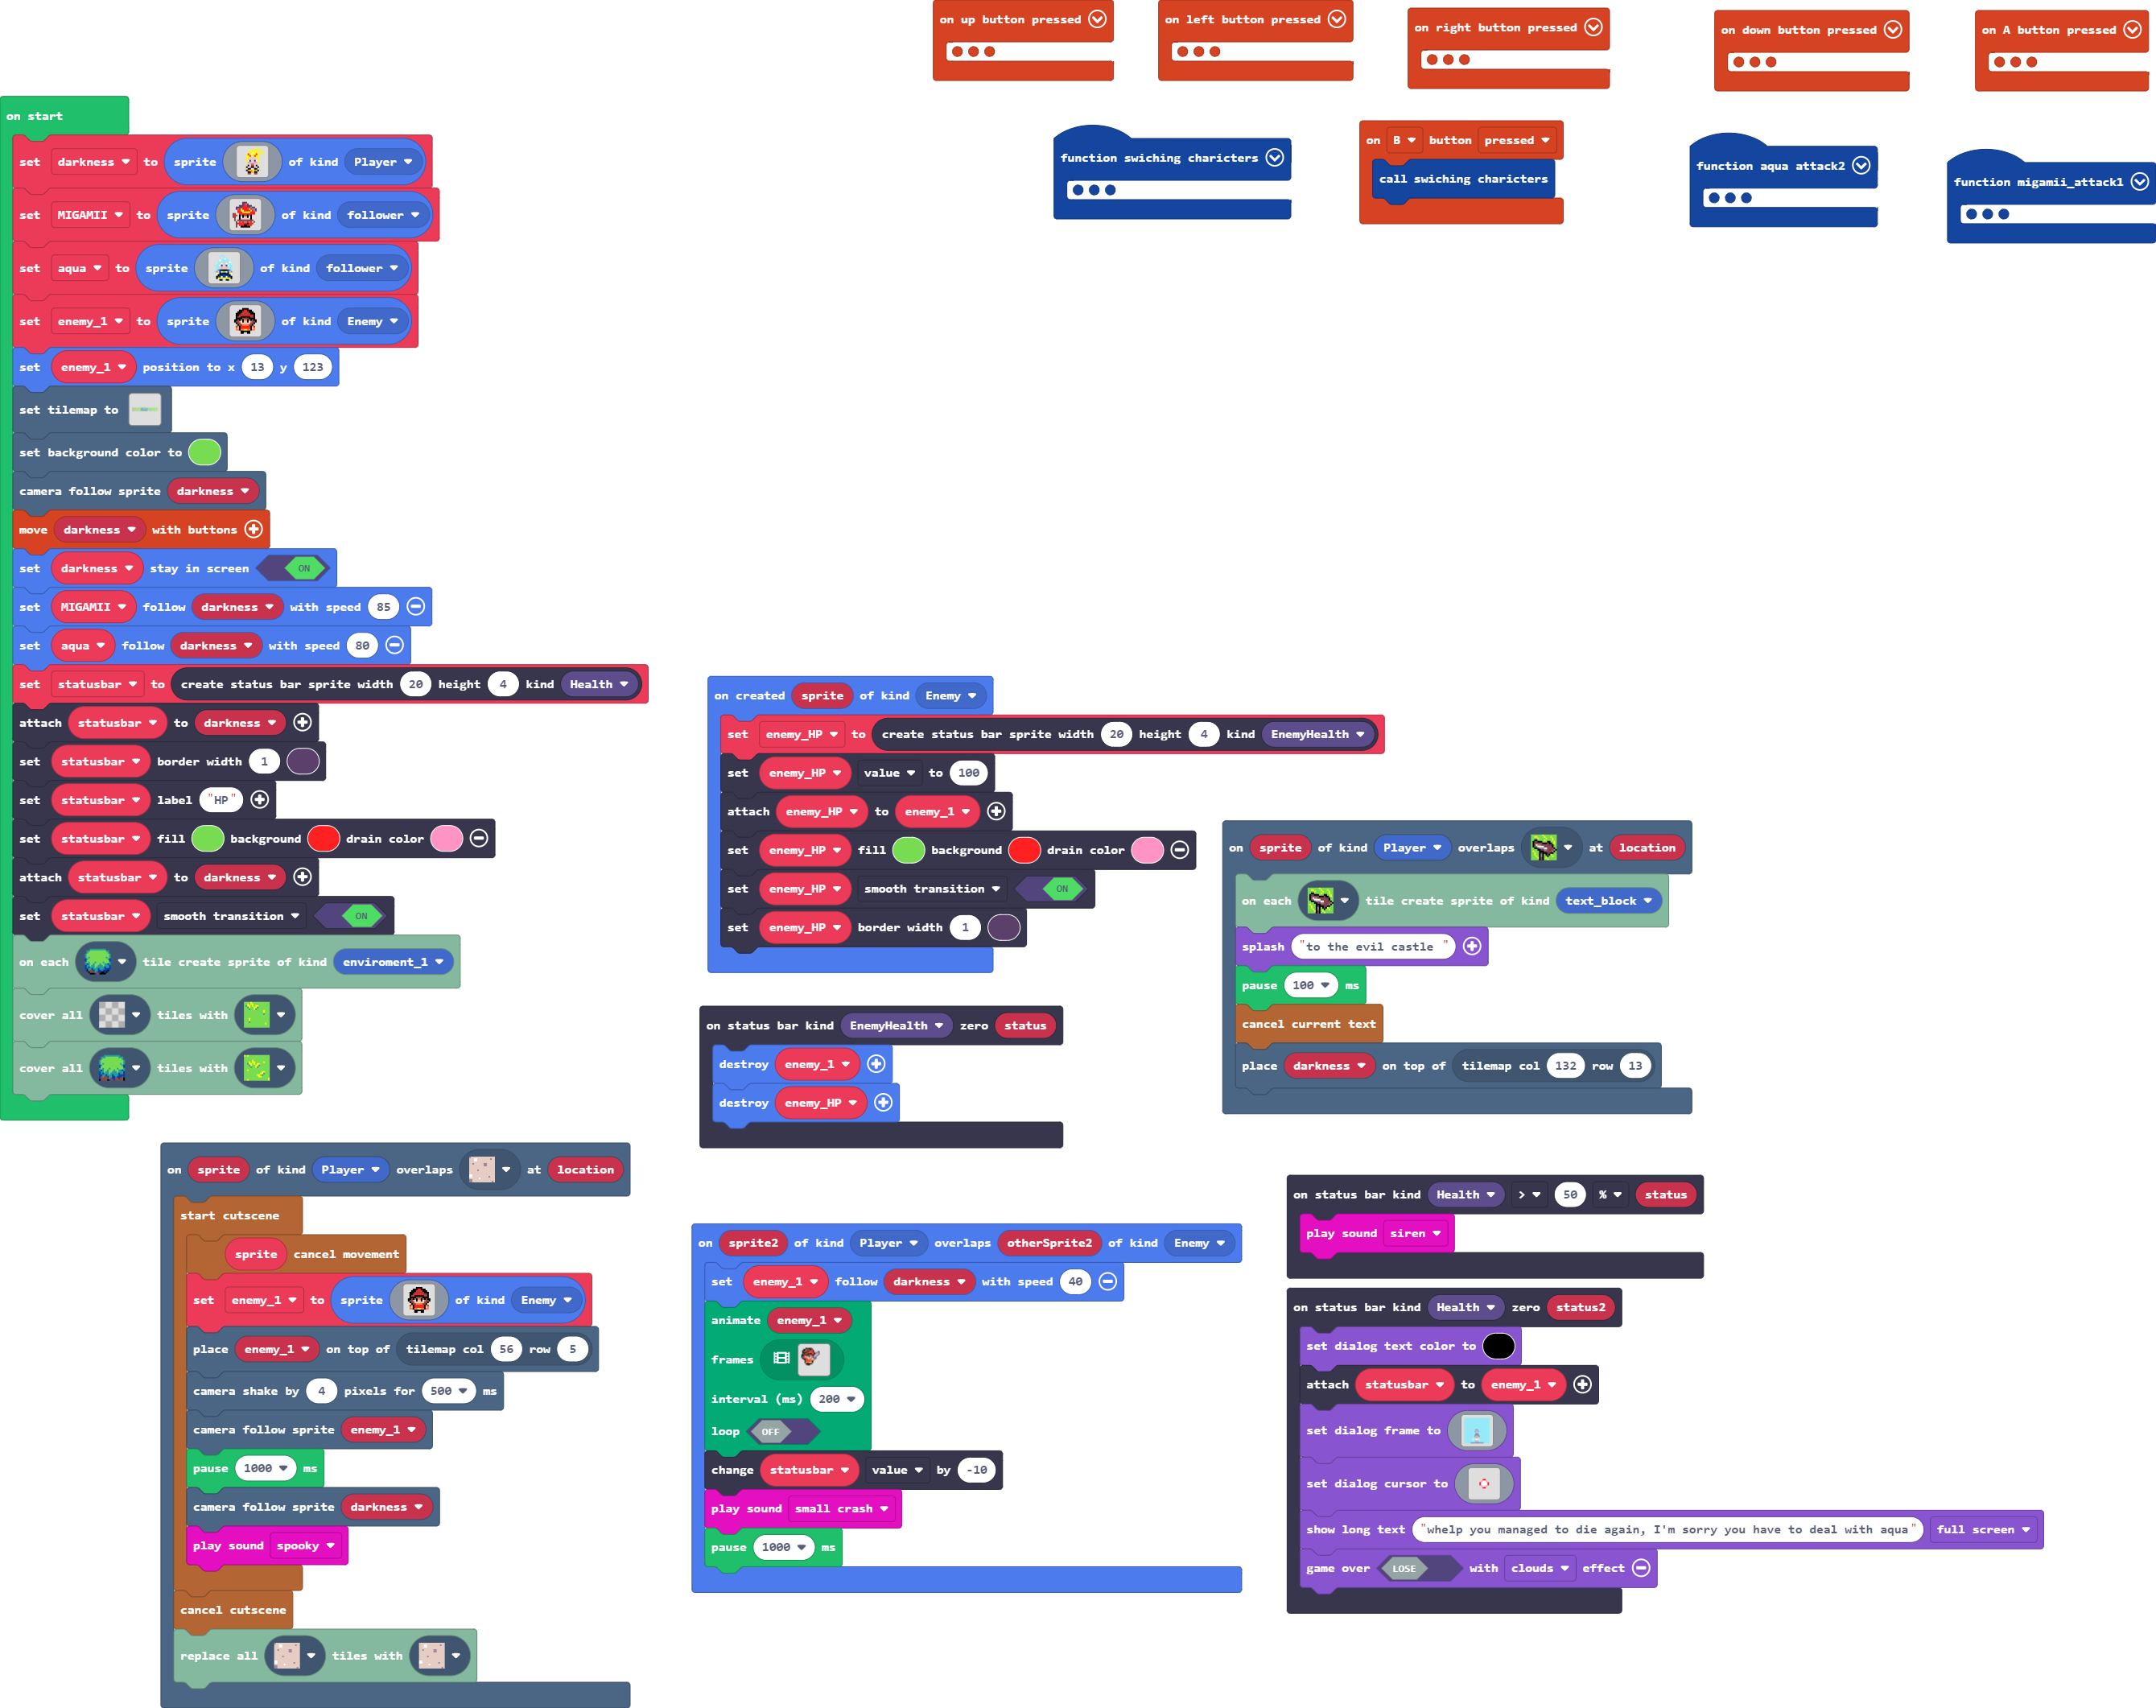 on up button pressed
on left button pressed
on right button pressed
on down button pressed
on A button pressed
function swiching charicters
on B button pressed
call swiching charicters
function aqua attack2
function migamii_attack1
on start
set darkness to sprite of kind Player
set MIGAMII to sprite of kind follower
set aqua to sprite of kind follower
set enemy_1 to sprite of kind Enemy
set enemy_1 position to x 13 y 123
set tilemap to
set background color to
camera follow sprite darkness
move darkness with buttons
set darkness stay in screen ON
set MIGAMII follow darkness with speed 85
set aqua follow darkness with speed 80
set statusbar to create status bar sprite width 20 height 4 kind Health
attach statusbar to darkness
set statusbar border width 1
set statusbar label "HP"
set statusbar fill background drain color
attach statusbar to darkness
set statusbar smooth transition ON
on each tile create sprite of kind enviroment_1
cover all tiles with
cover all tiles with
on created sprite of kind Enemy
set enemy_HP to create status bar sprite width 20 height 4 kind EnemyHealth
set enemy_HP value to 100
attach enemy_HP to enemy_1
set enemy_HP fill background drain color
set enemy_HP smooth transition ON
set enemy_HP border width 1
on status bar kind EnemyHealth zero status
destroy enemy_1
destroy enemy_HP
on sprite of kind Player overlaps at location
on each tile create sprite of kind text_block
splash "to the evil castle "
pause 100 ms
cancel current text
place darkness on top of tilemap col 132 row 13
on sprite of kind Player overlaps at location
start cutscene
sprite cancel movement
set enemy_1 to sprite of kind Enemy
place enemy_1 on top of tilemap col 56 row 5
camera shake by 4 pixels for 500 ms
camera follow sprite enemy_1
pause 1000 ms
camera follow sprite darkness
play sound spooky
cancel cutscene
replace all tiles with
on sprite2 of kind Player overlaps otherSprite2 of kind Enemy
set enemy_1 follow darkness with speed 40
animate enemy_1
frames
interval (ms) 200
loop OFF
change statusbar value by -10
play sound small crash
pause 1000 ms
on status bar kind Health > 50 % status
play sound siren
on status bar kind Health zero status2
set dialog text color to
attach statusbar to enemy_1
set dialog frame to
set dialog cursor to
show long text "whelp you managed to die again, I'm sorry you have to deal with aqua" full screen
game over LOSE with clouds effect